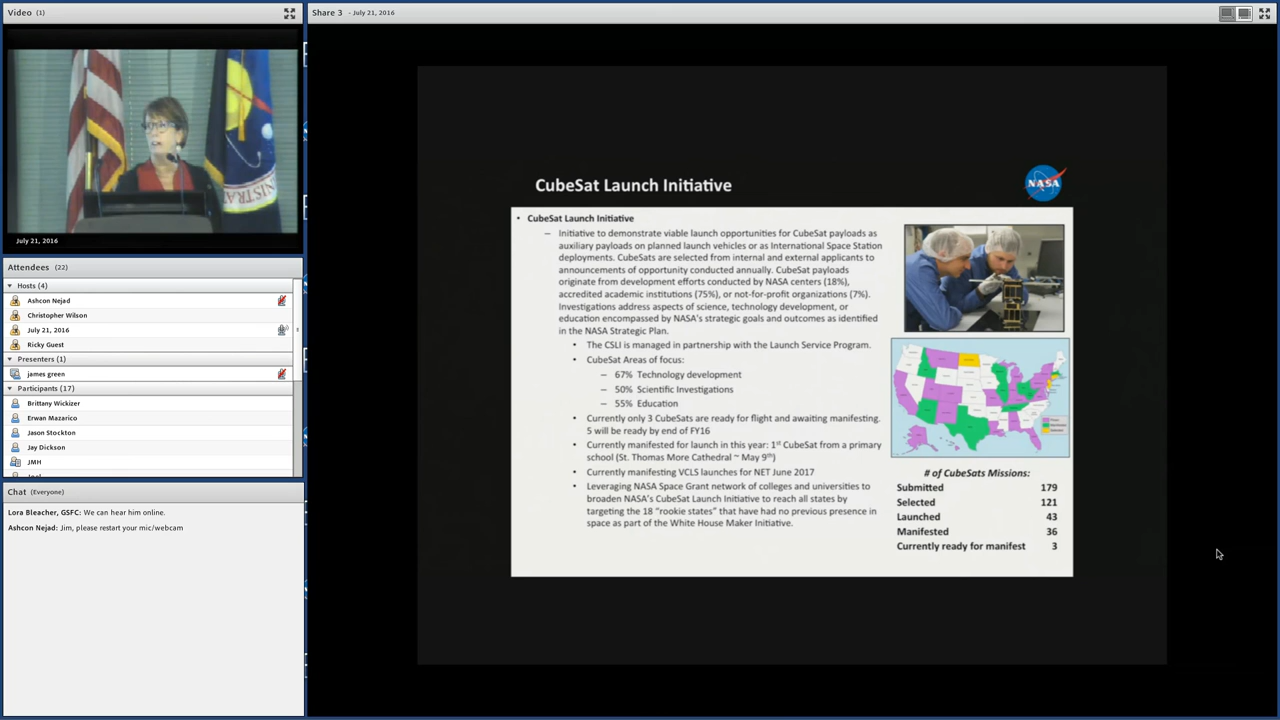 Video (1)
July 21, 2016
Attendees (22)
Hosts (4)
Ashcon Nejad
Christopher Wilson
July 21, 2016
Ricky Guest
Presenters (1)
james green
Participants (17)
Brittany Wickizer
Erwan Mazarico
Jason Stockton
Jay Dickson
JMH
Chat (Everyone)
Lora Bleacher, GSFC: We can hear him online.
Ashcon Nejad: Jim, please restart your mic/webcam
Share 3 - July 21, 2016
CubeSat Launch Initiative
NASA
• CubeSat Launch Initiative
– Initiative to demonstrate viable launch opportunities for CubeSat payloads as
auxiliary payloads on planned launch vehicles or as International Space Station
deployments. CubeSats are selected from internal and external applicants to
announcements of opportunity conducted annually. CubeSat payloads
originate from development efforts conducted by NASA centers (18%),
accredited academic institutions (75%), or not-for-profit organizations (7%).
Investigations address aspects of science, technology development, or
education encompassed by NASA's strategic goals and outcomes as identified
in the NASA Strategic Plan.
• The CSLI is managed in partnership with the Launch Service Program.
• CubeSat Areas of focus:
– 67% Technology development
– 50% Scientific Investigations
– 55% Education
• Currently only 3 CubeSats are ready for flight and awaiting manifesting.
5 will be ready by end of FY16
• Currently manifested for launch in this year: 1st CubeSat from a primary
school (St. Thomas More Cathedral ~ May 9th)
• Currently manifesting VCLS launches for NET June 2017
• Leveraging NASA Space Grant network of colleges and universities to
broaden NASA's CubeSat Launch Initiative to reach all states by
targeting the 18 "rookie states" that have had no previous presence in
space as part of the White House Maker Initiative.
# of CubeSats Missions:
Submitted 179
Selected 121
Launched 43
Manifested 36
Currently ready for manifest 3